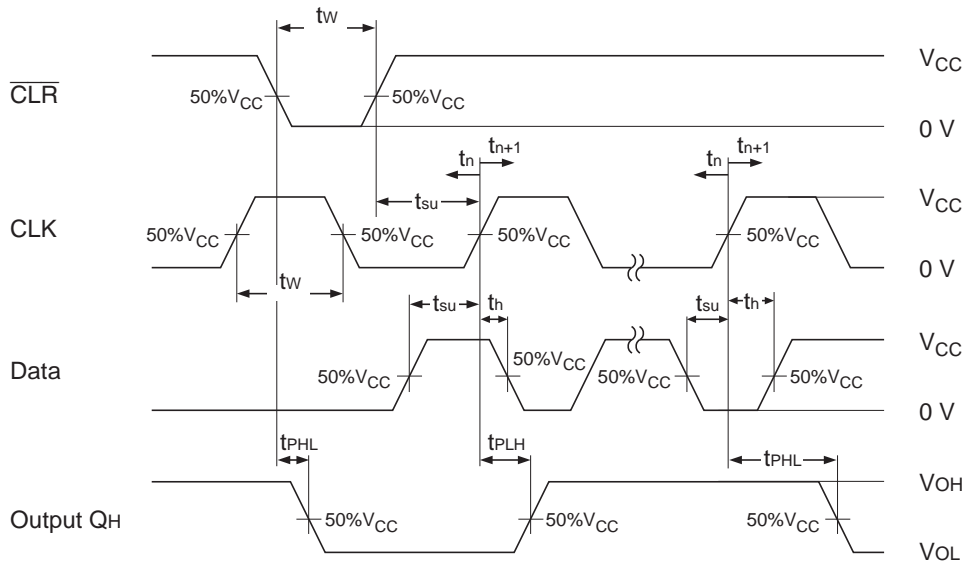 tW
CLR
50%VCC
50%VCC
VCC
0 V
tn
tn+1
tn
tn+1
tsu
CLK
50%VCC
50%VCC
50%VCC
50%VCC
VCC
0 V
tW
tsu
th
tsu
th
Data
50%VCC
50%VCC
50%VCC
50%VCC
VCC
0 V
tPHL
tPLH
tPHL
Output QH
50%VCC
50%VCC
50%VCC
VOH
VOL